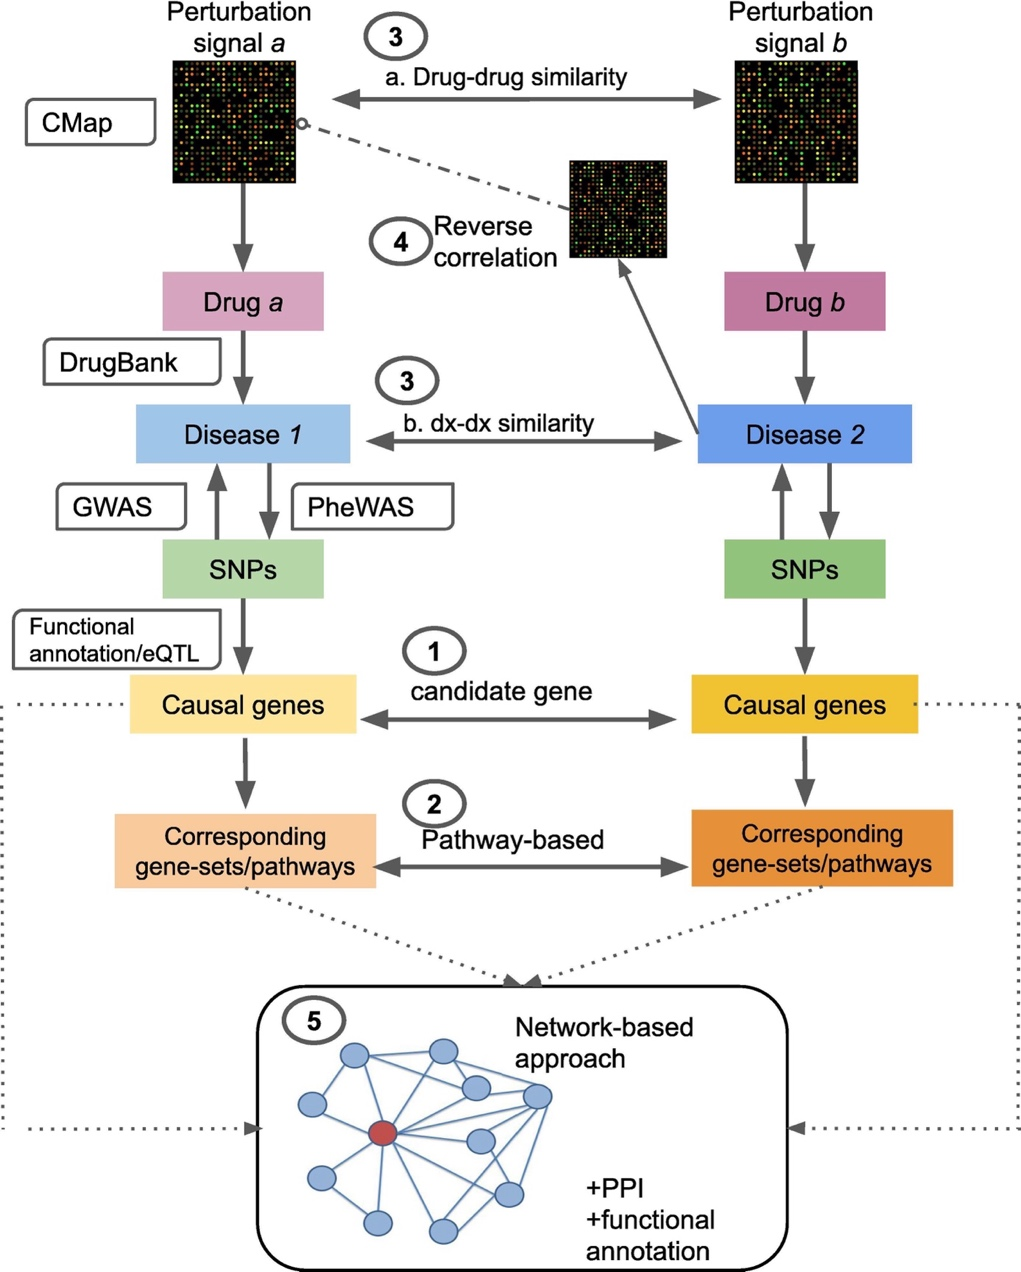 Perturbation
signal a
3
Perturbation
signal b
a. Drug-drug similarity
CMap
4
Reverse
correlation
Drug a
Drug b
DrugBank
3
b. dx-dx similarity
Disease 1
Disease 2
GWAS
PheWAS
SNPs
SNPs
Functional
annotation/eQTL
1
candidate gene
Causal genes
Causal genes
2
Pathway-based
Corresponding
gene-sets/pathways
Corresponding
gene-sets/pathways
5
Network-based
approach
+PPI
+functional
annotation